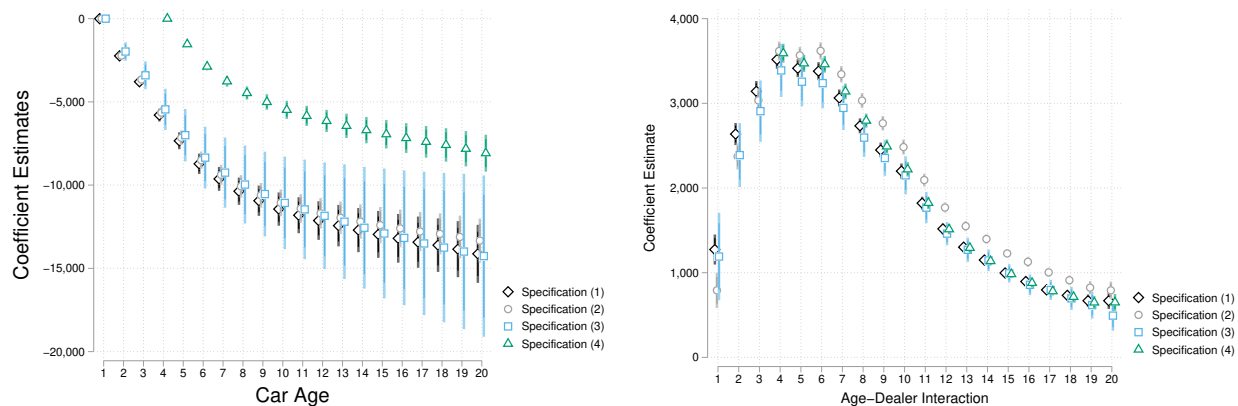 Coefficient Estimates
0
−5,000
−10,000
−15,000
−20,000
1 2 3 4 5 6 7 8 9 10 11 12 13 14 15 16 17 18 19 20
Car Age
Specification (1)
Specification (2)
Specification (3)
Specification (4)
Coefficient Estimate
4,000
3,000
2,000
1,000
0
1 2 3 4 5 6 7 8 9 10 11 12 13 14 15 16 17 18 19 20
Age−Dealer Interaction
Specification (1)
Specification (2)
Specification (3)
Specification (4)